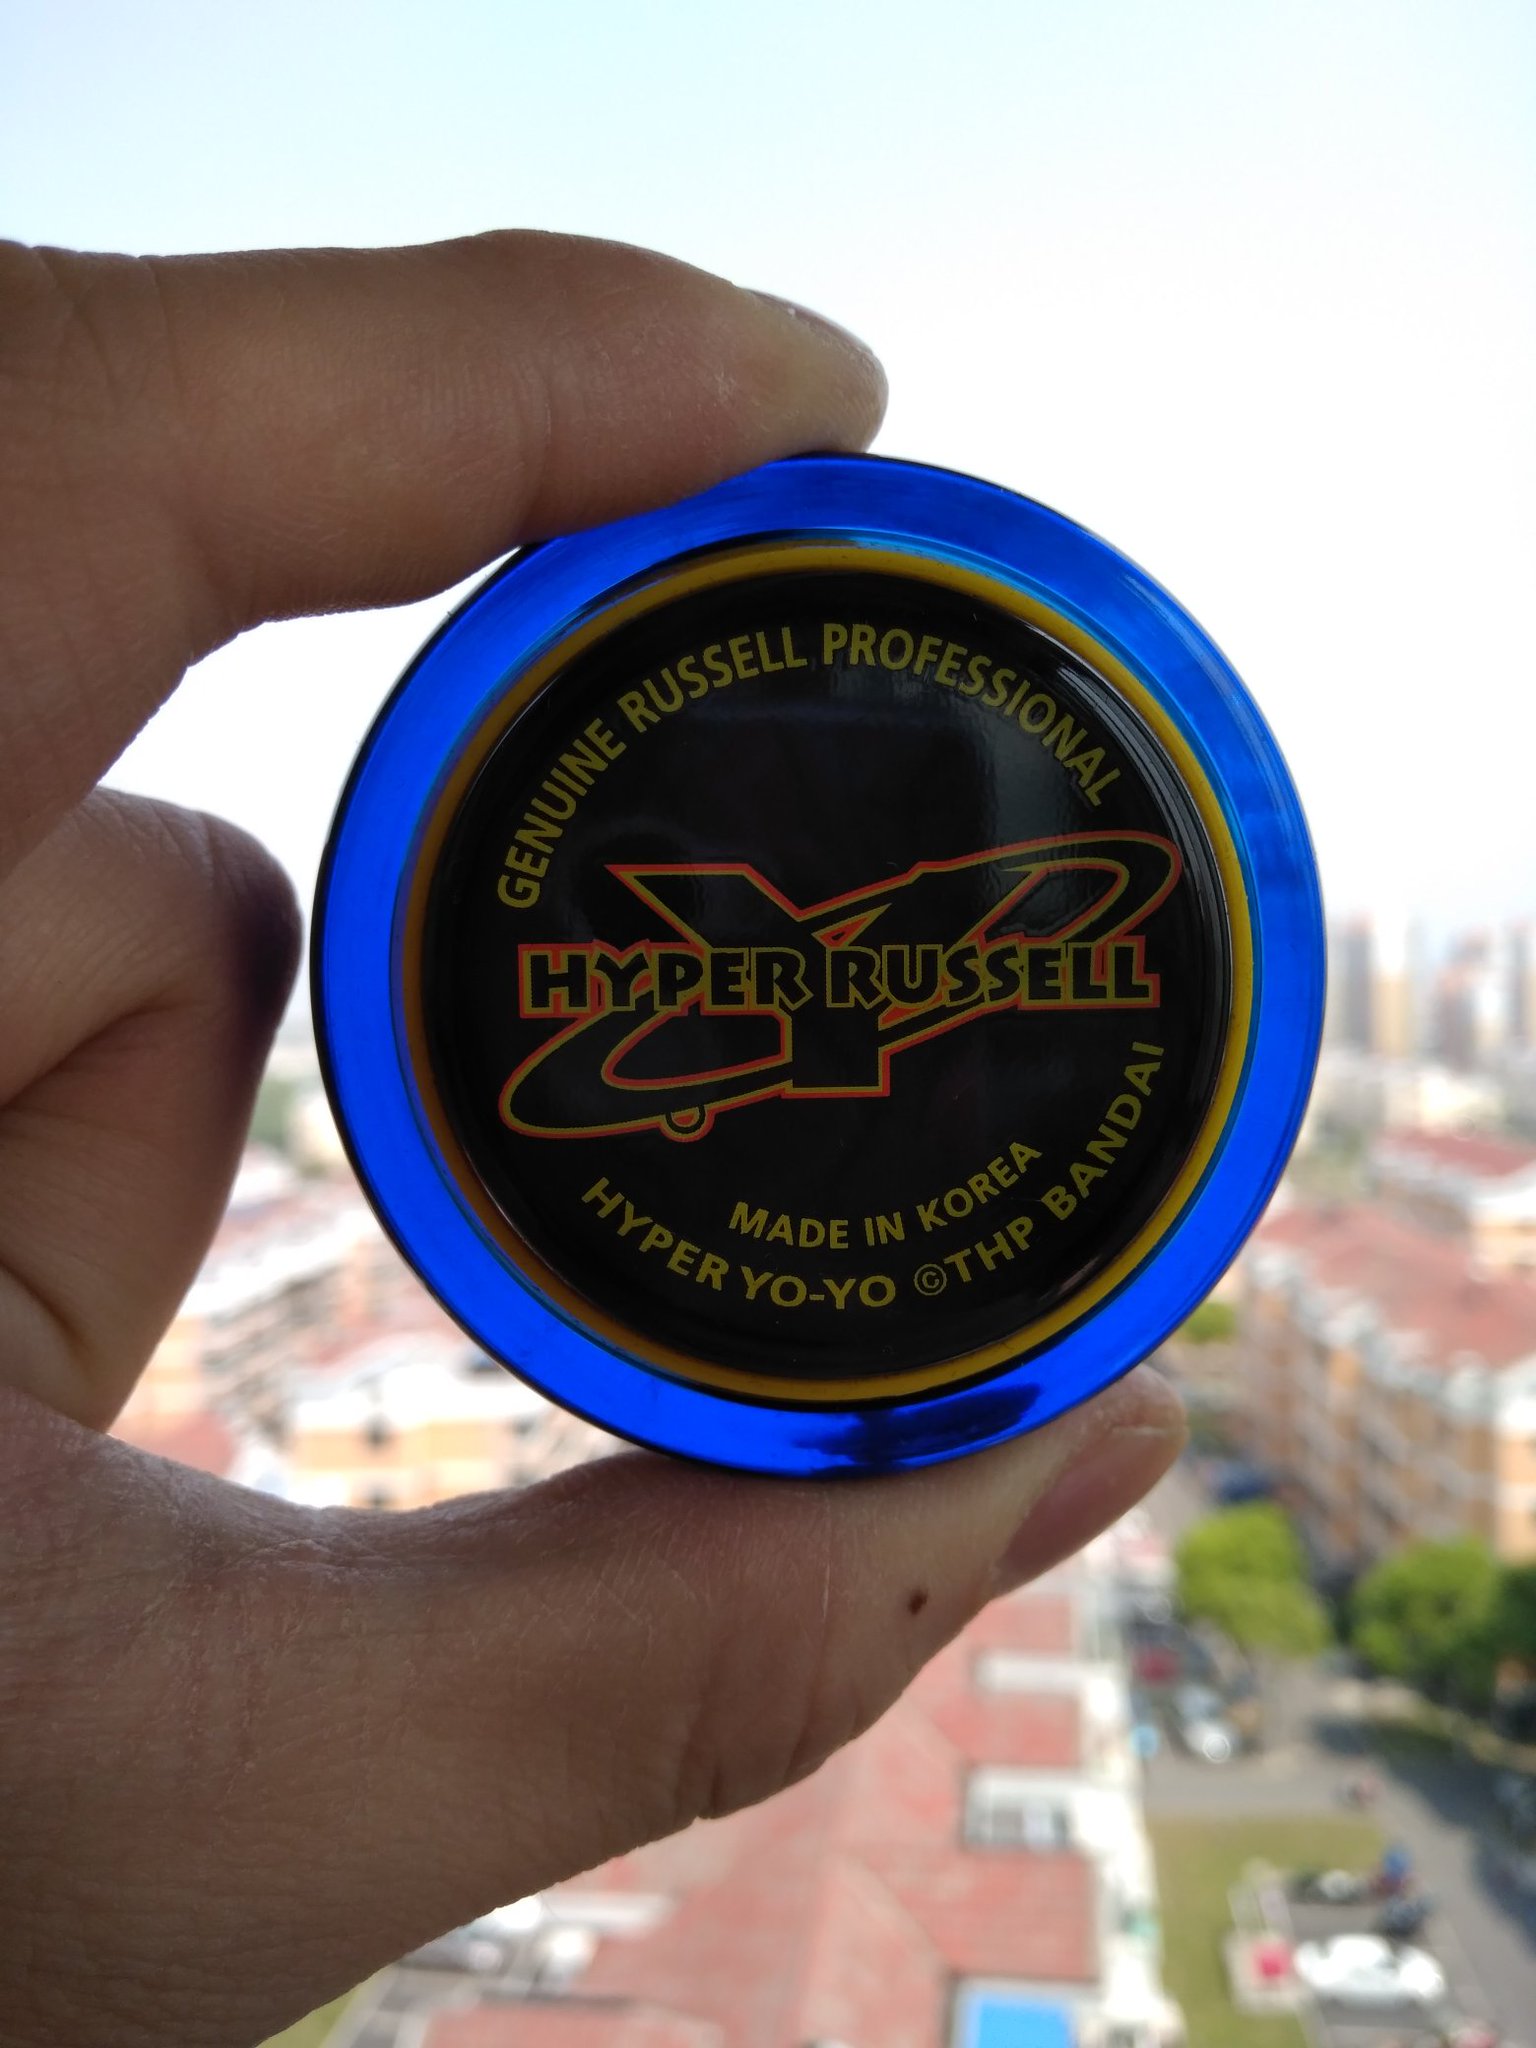 GENUINE RUSSELL PROFESSIONAL
HYPER RUSSELL
MADE IN KOREA
HYPER YO-YO ©THP BANDAI